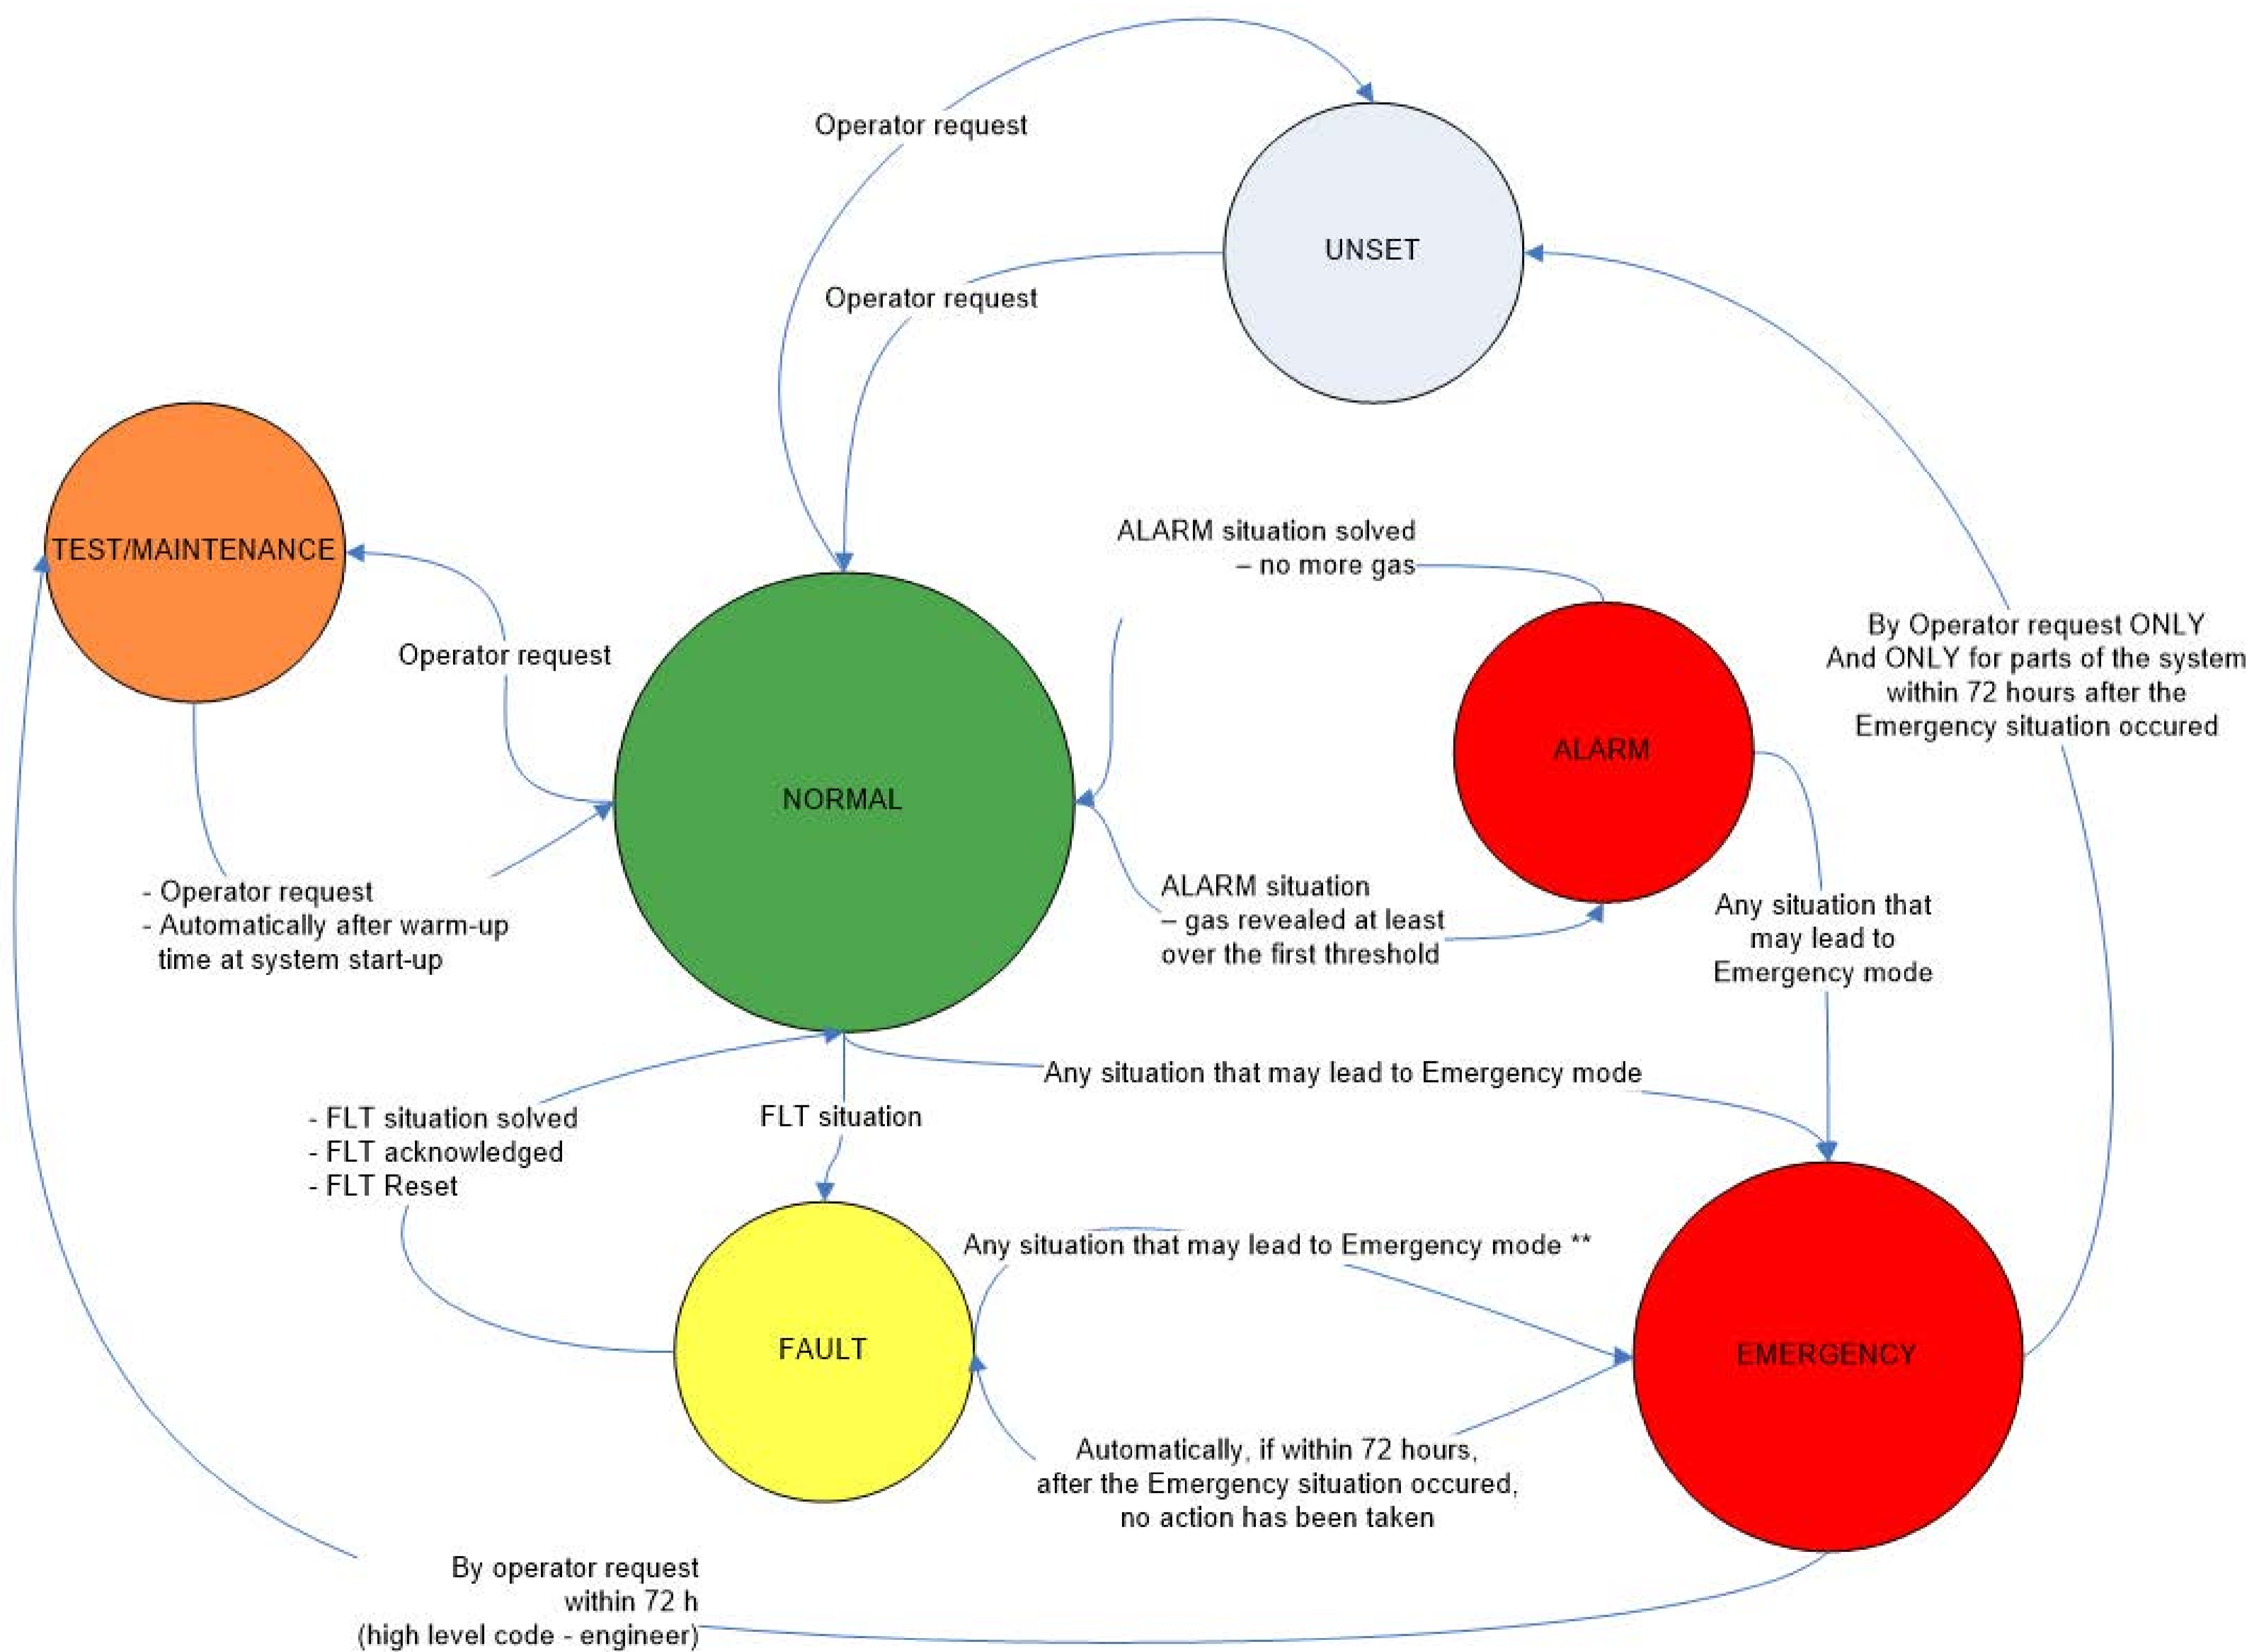 Operator request
UNSET
Operator request
ALARM situation solved
– no more gas
TEST/MAINTENANCE
By Operator request ONLY
And ONLY for parts of the system
within 72 hours after the
Emergency situation occured
Operator request
ALARM
NORMAL
- Operator request
- Automatically after warm-up
time at system start-up
ALARM situation
– gas revealed at least
over the first threshold
Any situation that
may lead to
Emergency mode
Any situation that may lead to Emergency mode
- FLT situation solved
- FLT acknowledged
- FLT Reset
FLT situation
Any situation that may lead to Emergency mode **
FAULT
EMERGENCY
Automatically, if within 72 hours,
after the Emergency situation occured,
no action has been taken
By operator request
within 72 h
(high level code - engineer)